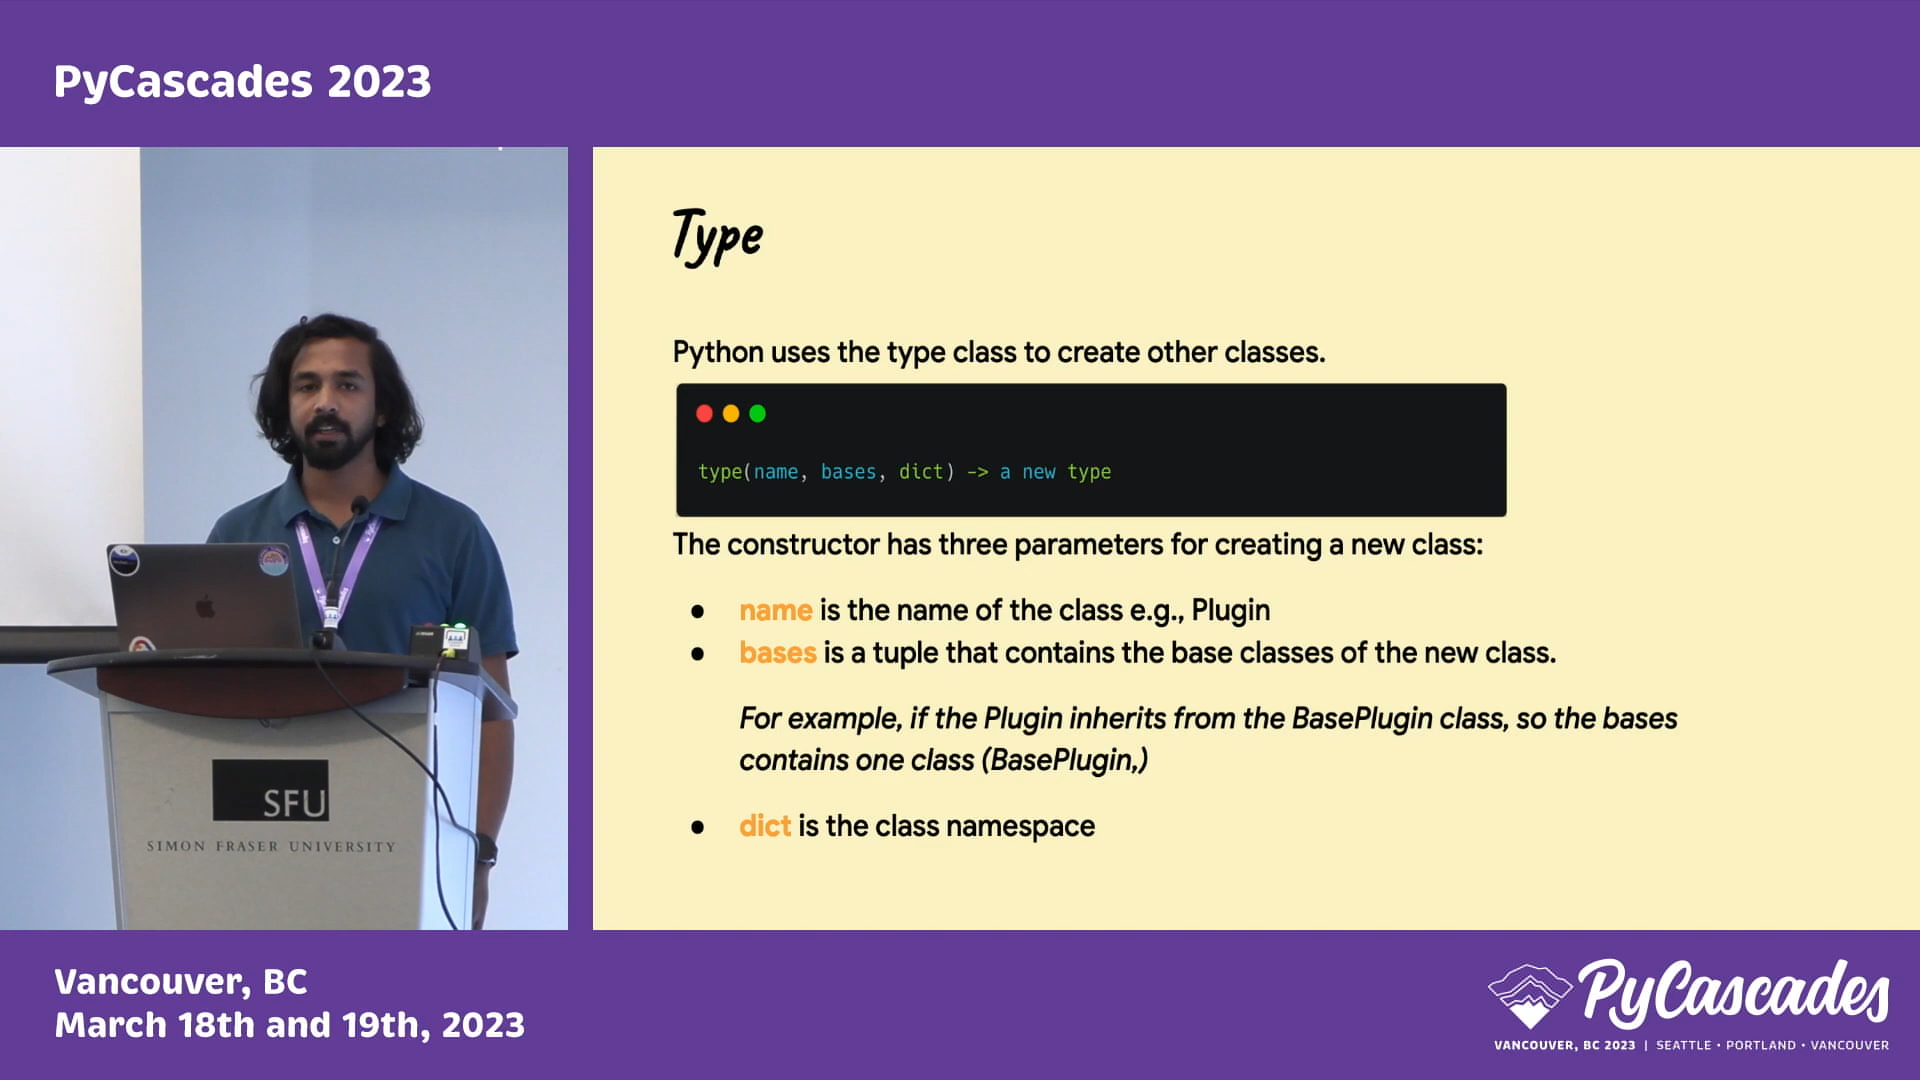 PyCascades 2023
Type
Python uses the type class to create other classes.
type(name, bases, dict) -> a new type
The constructor has three parameters for creating a new class:
● name is the name of the class e.g., Plugin
● bases is a tuple that contains the base classes of the new class.
For example, if the Plugin inherits from the BasePlugin class, so the bases
contains one class (BasePlugin,)
● dict is the class namespace
SFU
SIMON FRASER UNIVERSITY
Vancouver, BC
March 18th and 19th, 2023
PyCascades
VANCOUVER, BC 2023 | SEATTLE • PORTLAND • VANCOUVER